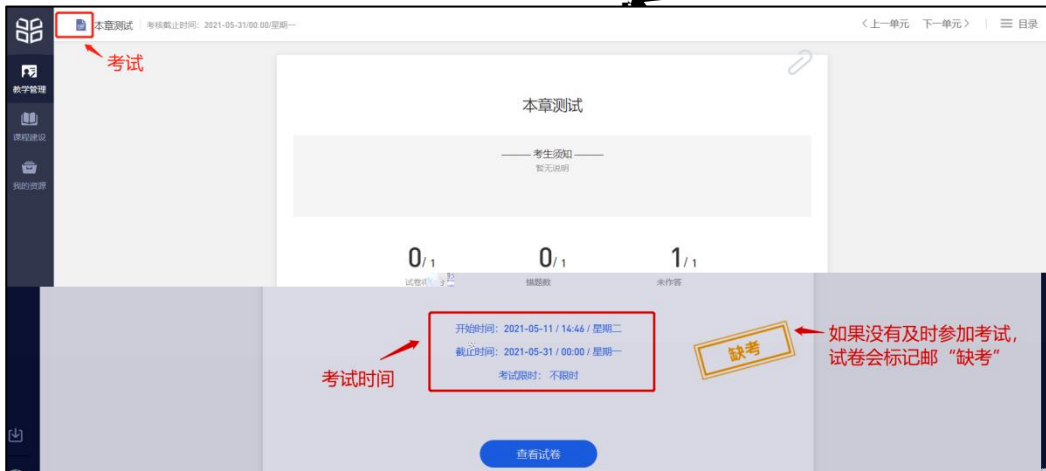 本章测试 考核截止时间：2021-05-31/00:00/星期一
〈上一单元 下一单元〉 目录
考试
教学管理
课程建设
我的资源
本章测试
考生须知
暂无说明
0/1 0/1 1/1
错题数 未作答
开始时间：2021-05-11 / 14:46 / 星期二
截止时间：2021-05-31 / 00:00 / 星期一
考试限时：不限时
考试时间
缺考
如果没有及时参加考试，
试卷会标记邮“缺考”
查看试卷